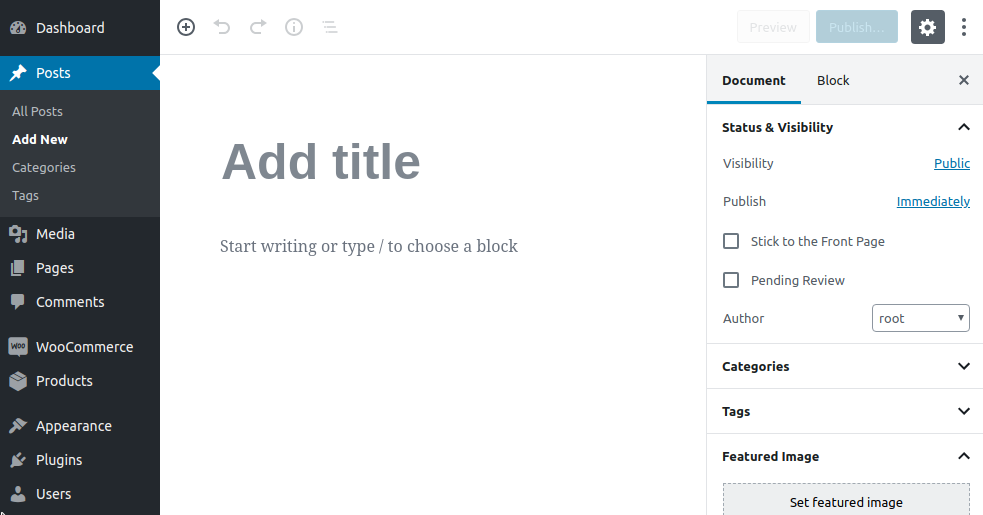 Dashboard
Posts
All Posts
Add New
Categories
Tags
Media
Pages
Comments
Woo WooCommerce
Products
Appearance
Plugins
Users
Preview
Publish...
Add title
Start writing or type / to choose a block
Document Block
Status & Visibility
Visibility Public
Publish Immediately
Stick to the Front Page
Pending Review
Author root
Categories
Tags
Featured Image
Set featured image